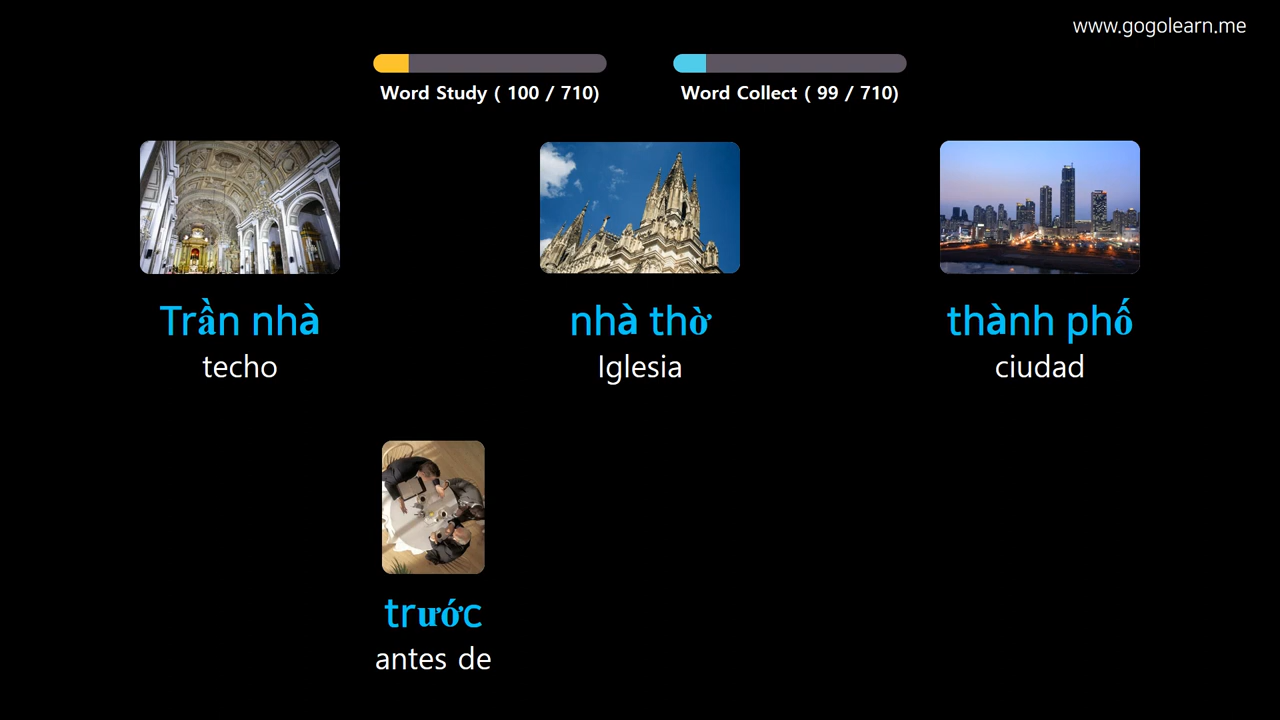 www.gogolearn.me
Word Study ( 100 / 710)
Word Collect ( 99 / 710)
Trần nhà
techo
nhà thờ
Iglesia
thành phố
ciudad
trước
antes de